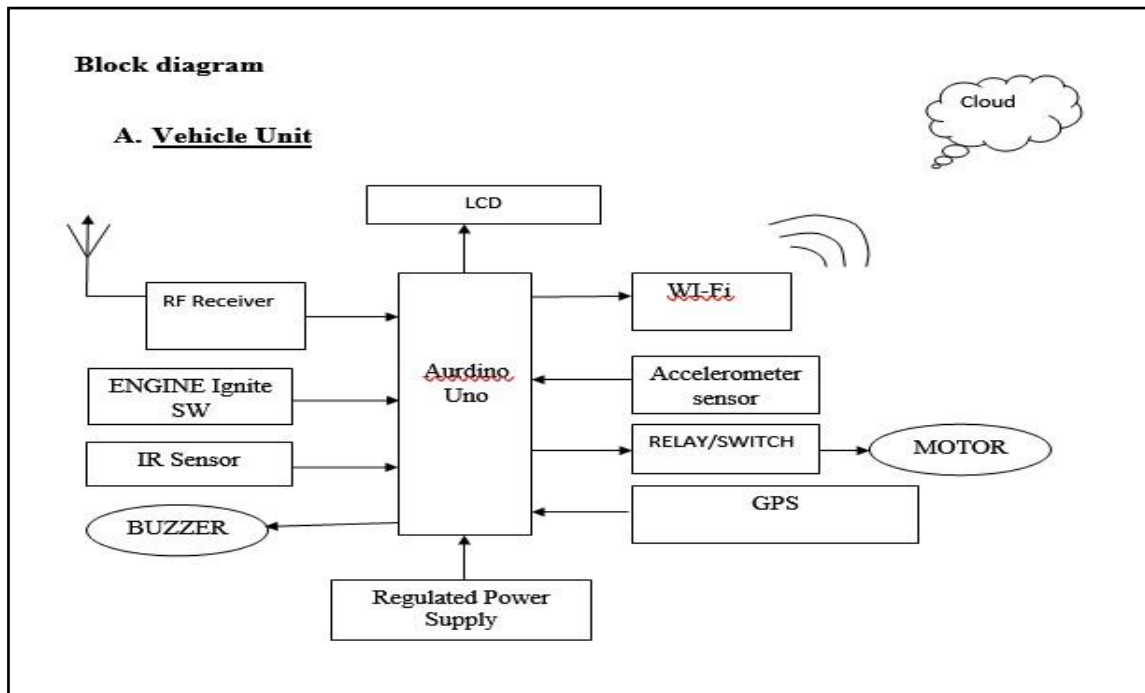 Block diagram
Cloud
A. Vehicle Unit
LCD
RF Receiver
WI-Fi
ENGINE Ignite
SW
Aurdino
Uno
Accelerometer
sensor
IR Sensor
RELAY/SWITCH
MOTOR
BUZZER
GPS
Regulated Power
Supply